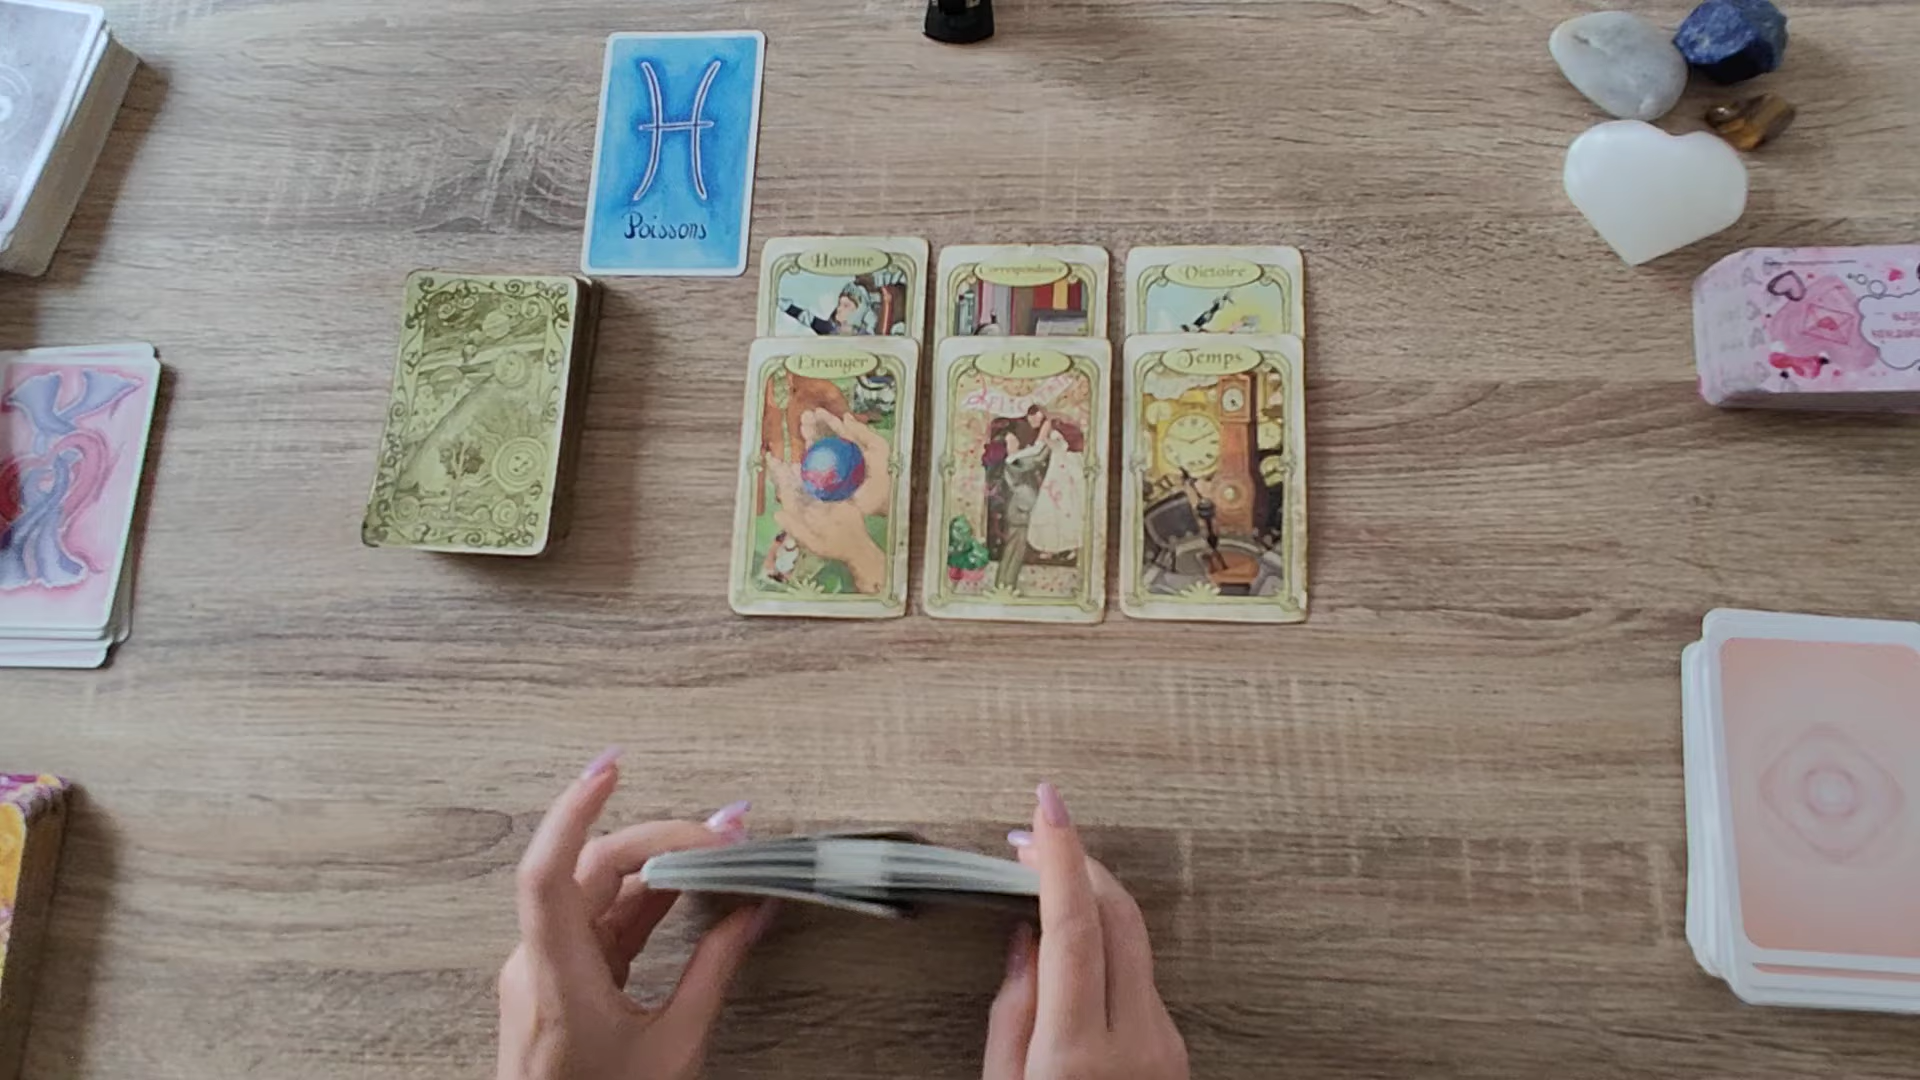 Poissons
Homme
Correspondance
Victoire
Etranger
Joie
Temps